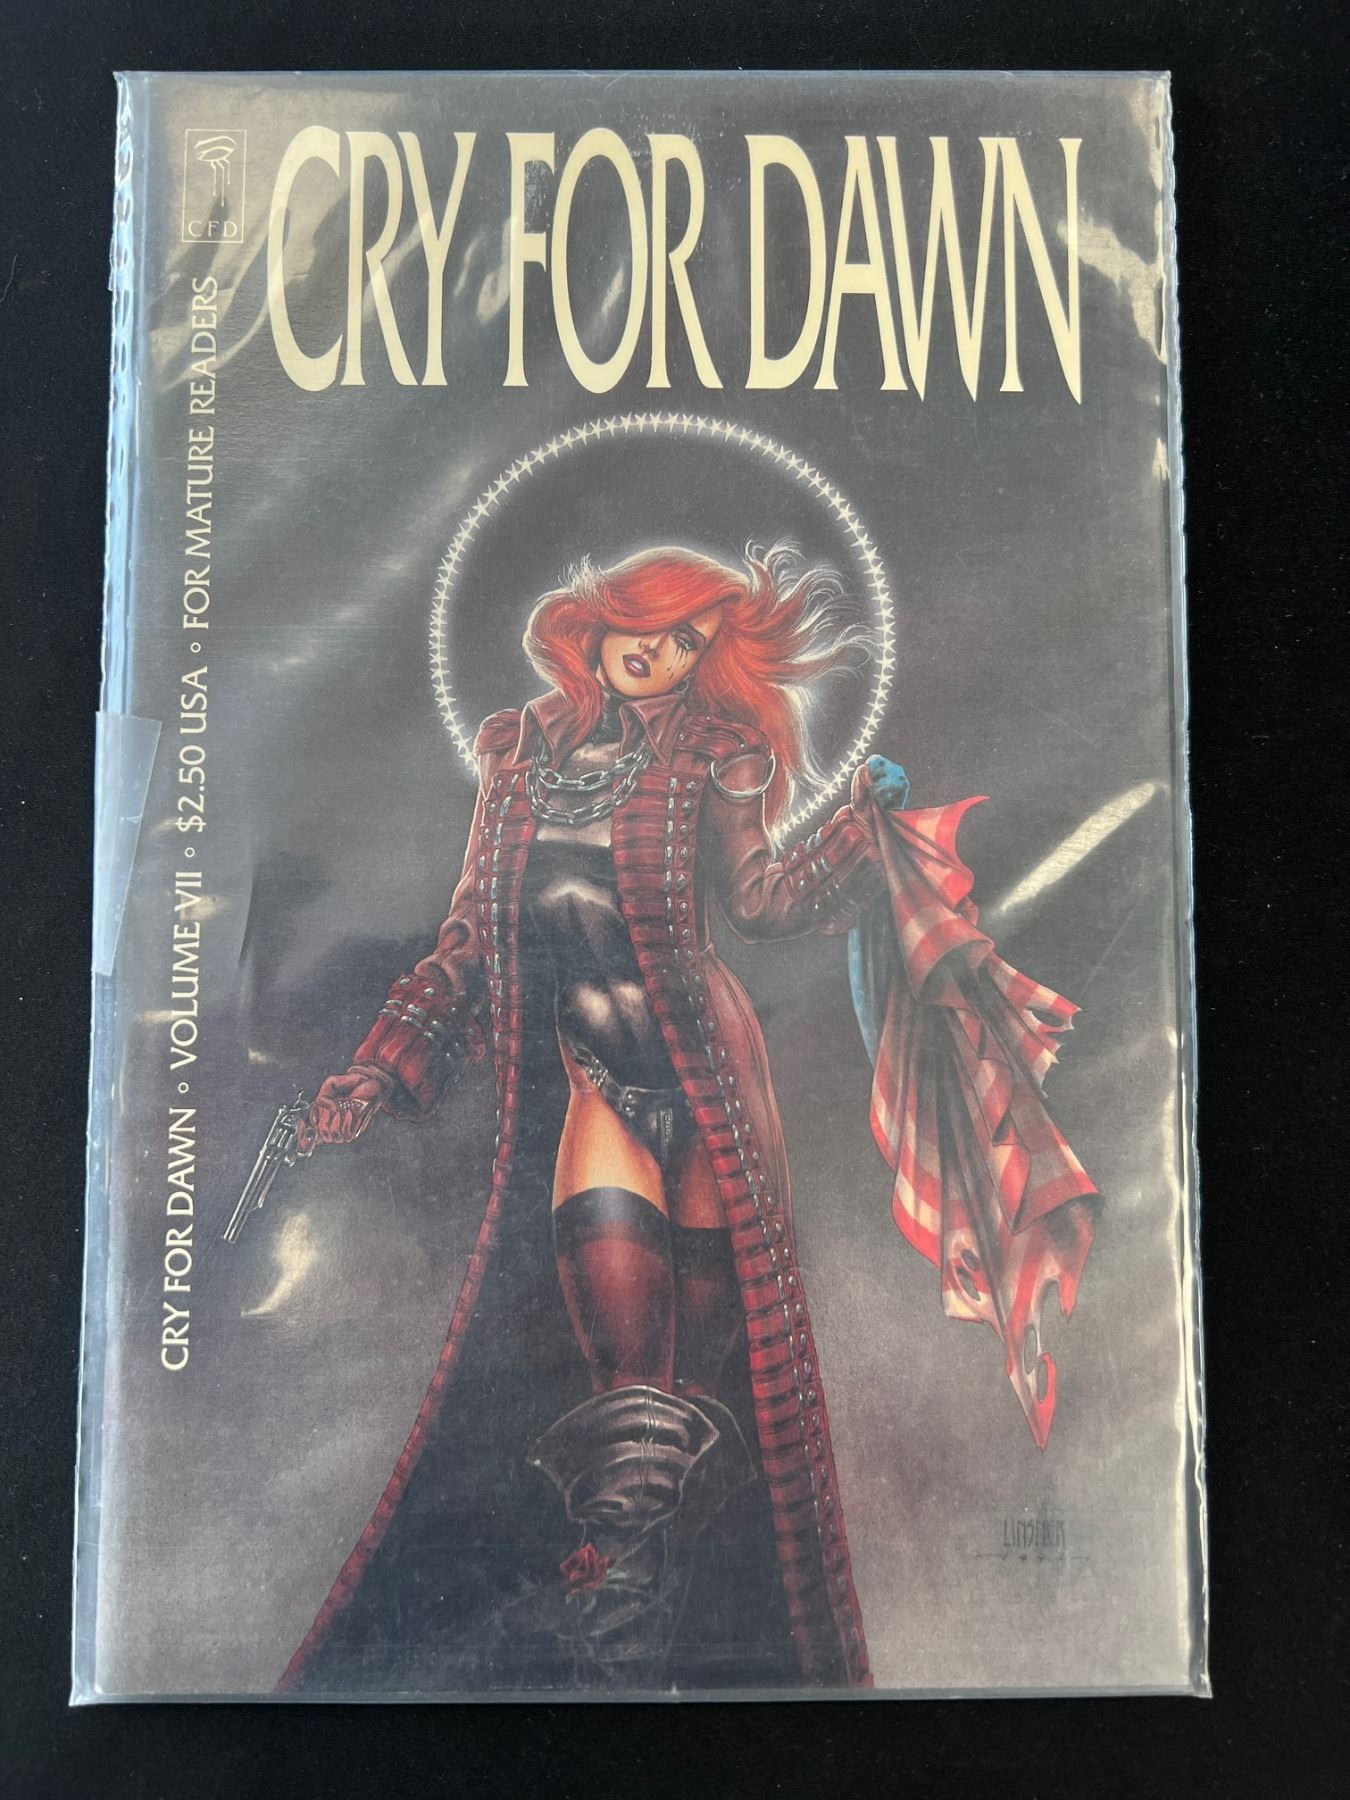 CFD
CRY FOR DAWN
CRY FOR DAWN ◦ VOLUME VII ◦ $2.50 USA ◦ FOR MATURE READERS
LINSNER